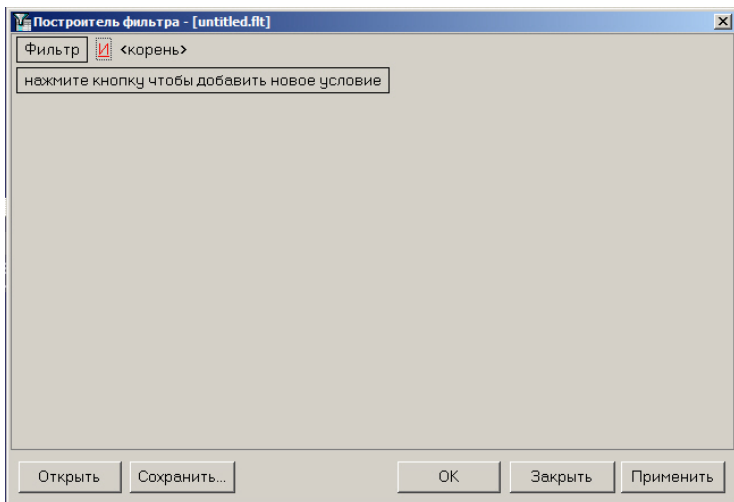 Построитель фильтра - [untitled.flt]
Фильтр И <корень>
нажмите кнопку чтобы добавить новое условие
Открыть Сохранить... OK Закрыть Применить